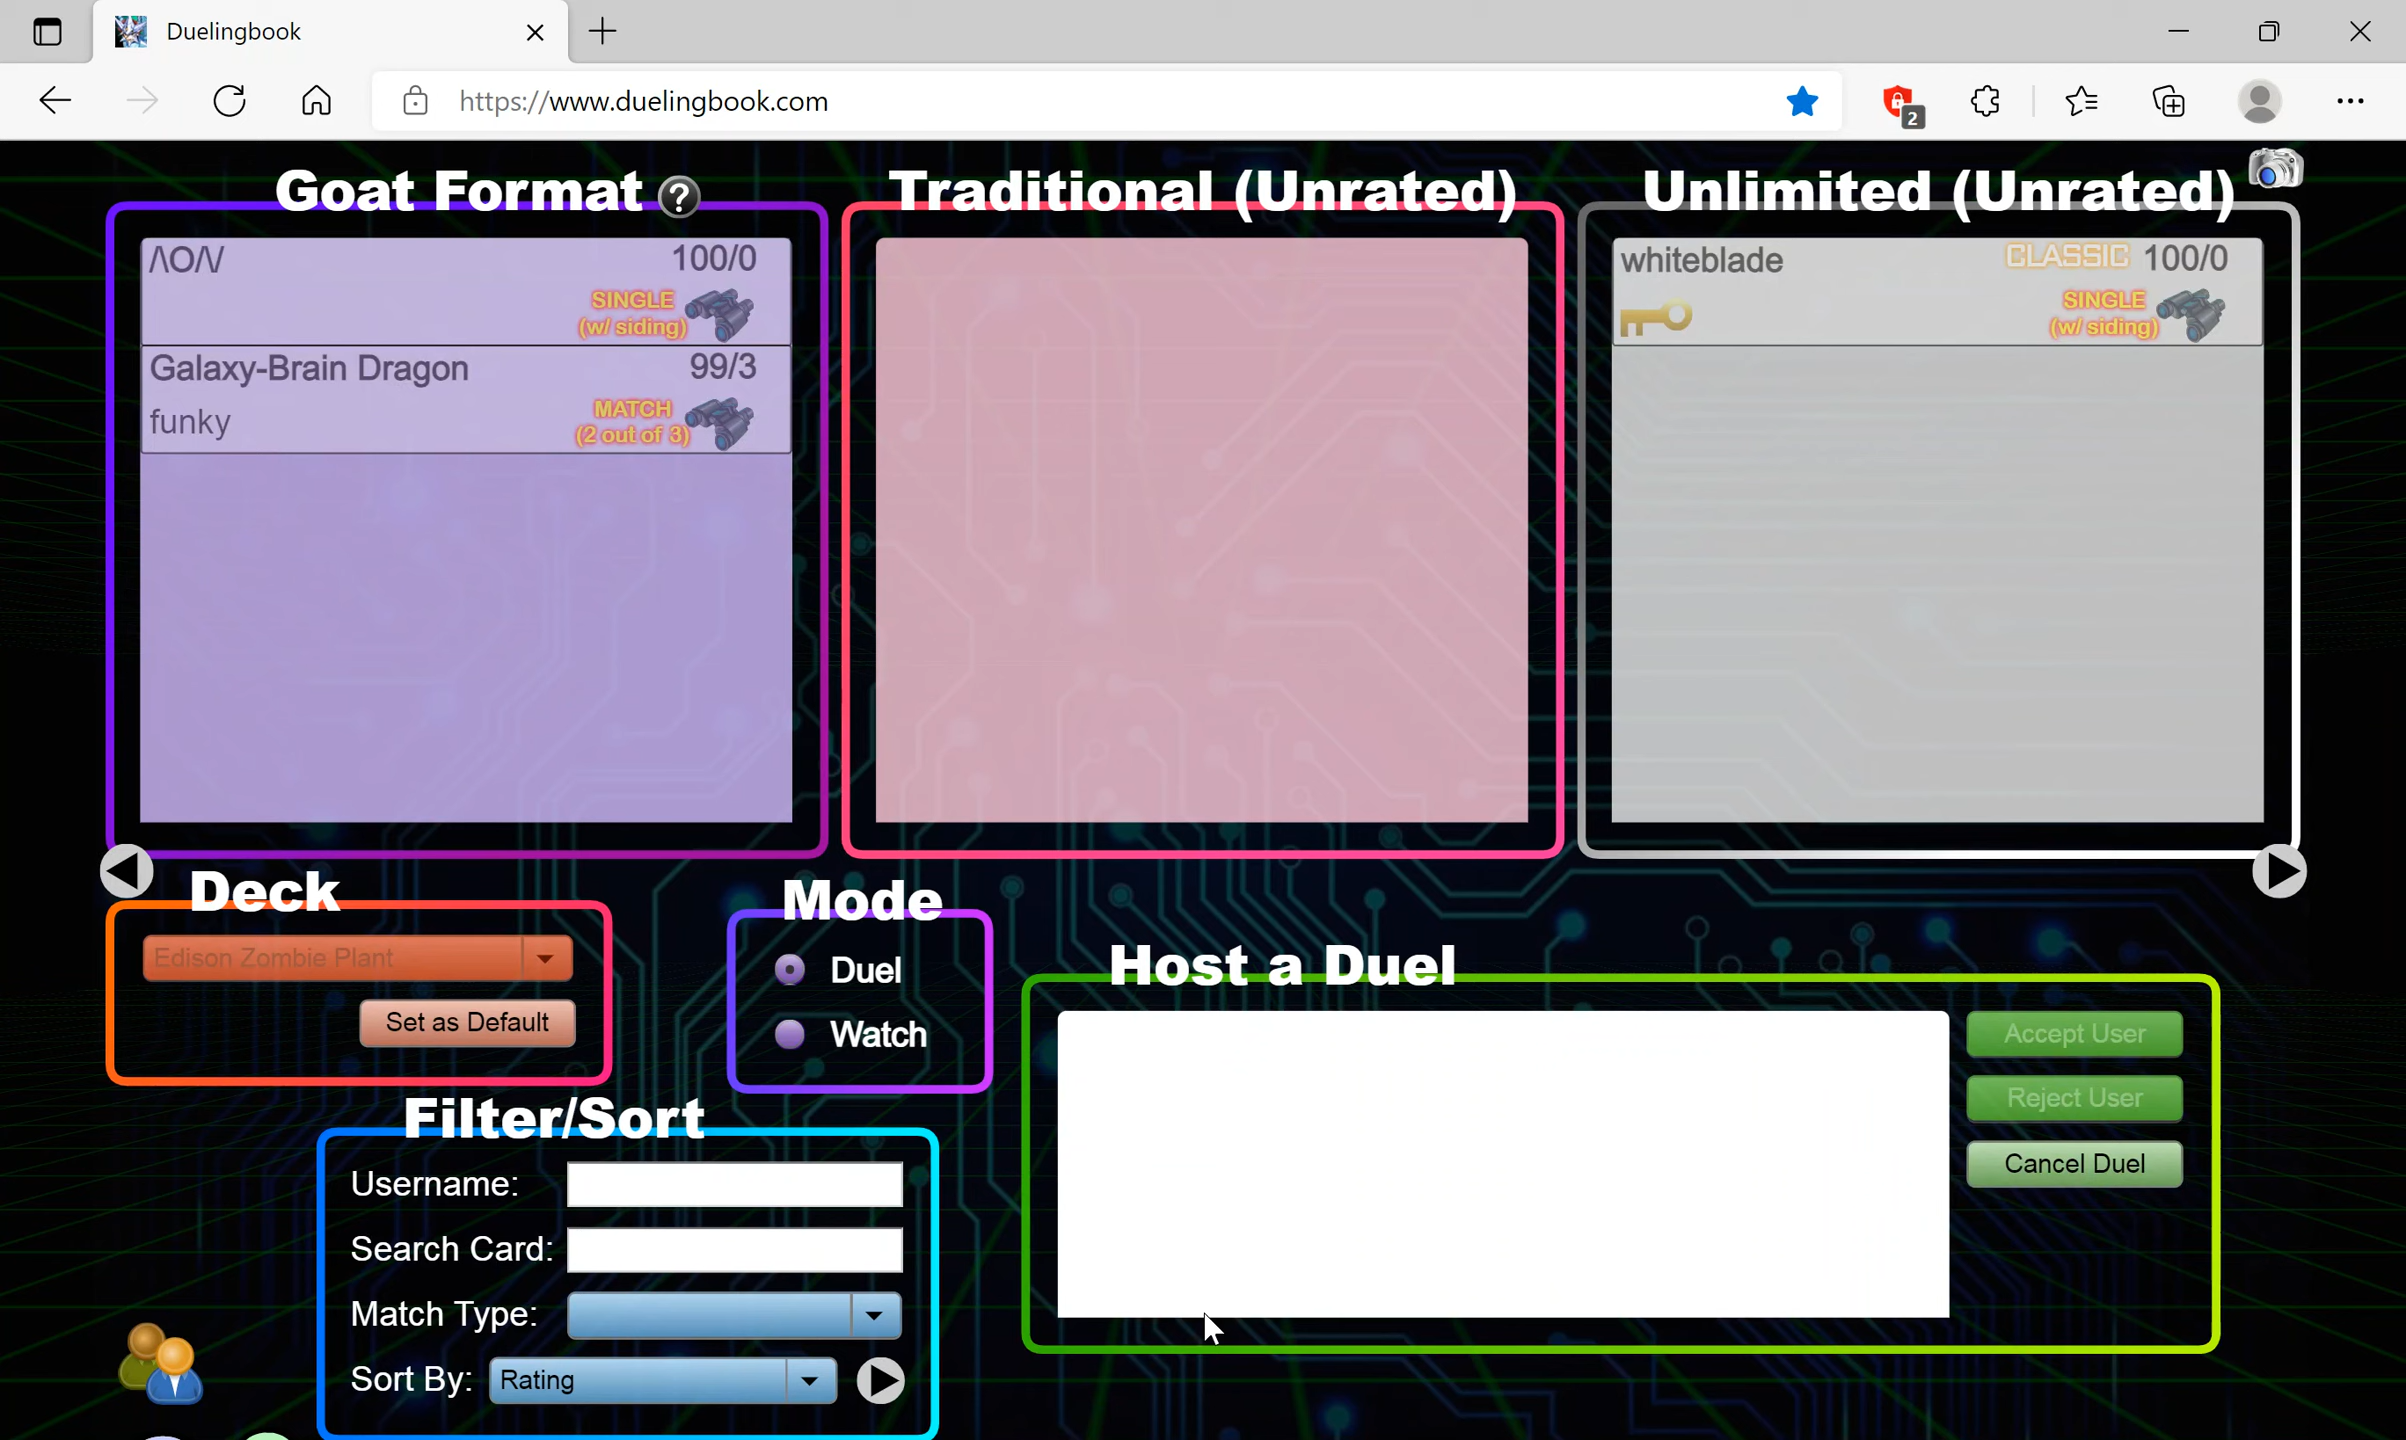 Duelingbook
https://www.duelingbook.com
2
Goat Format ?
Traditional (Unrated)
Unlimited (Unrated)
/\O/\/ 100/0
SINGLE
(w/ siding)
Galaxy-Brain Dragon 99/3
funky
MATCH
(2 out of 3)
whiteblade CLASSIC 100/0
SINGLE
(w/ siding)
Deck
Edison Zombie Plant
Set as Default
Mode
Duel
Watch
Host a Duel
Accept User
Reject User
Cancel Duel
Filter/Sort
Username:
Search Card:
Match Type:
Sort By: Rating